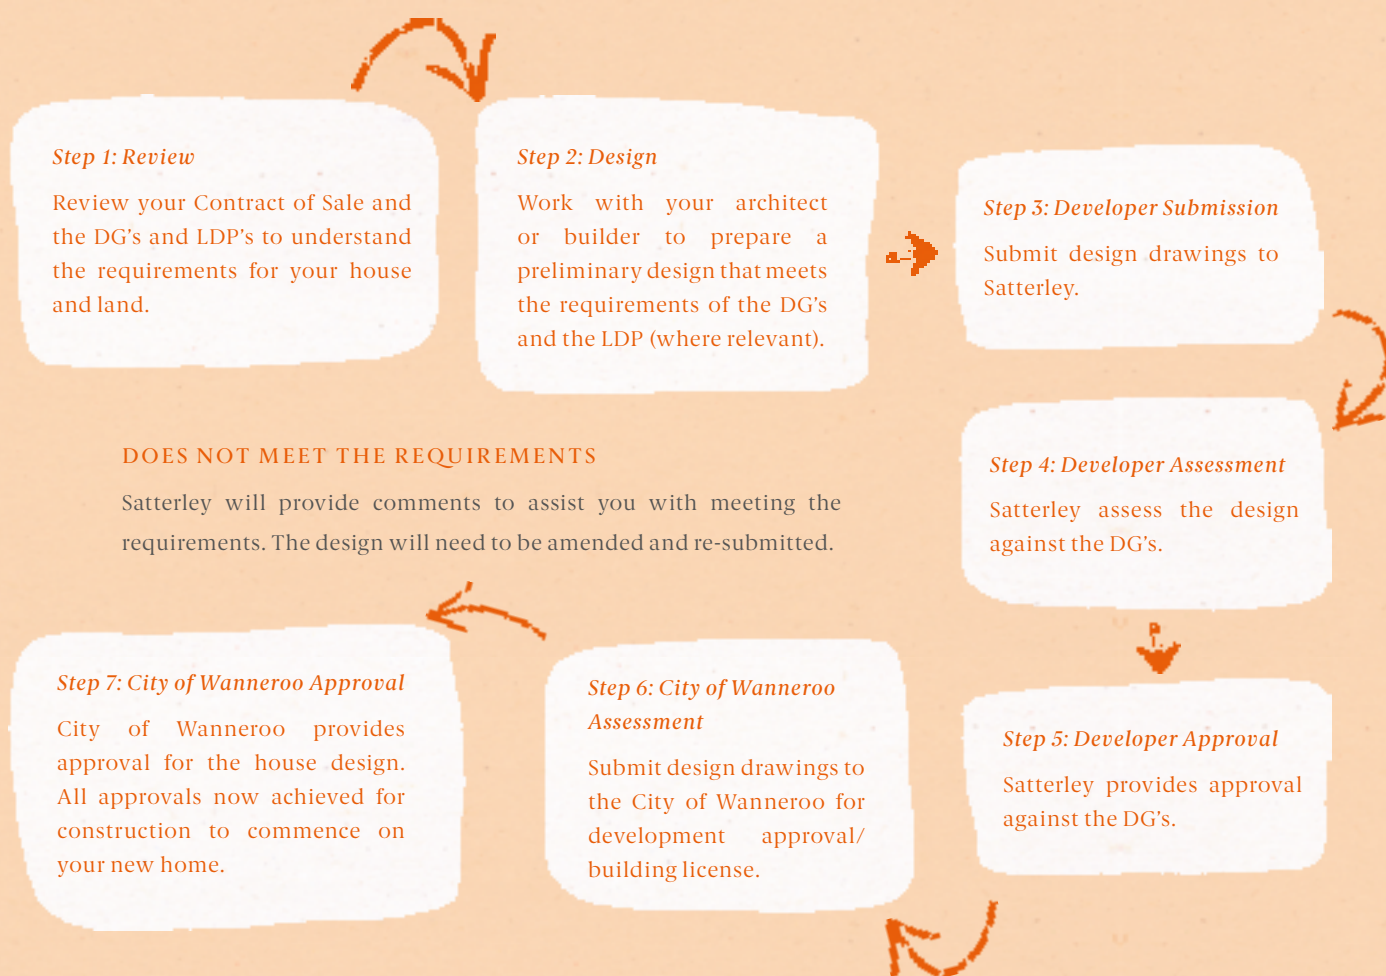 Step 1: Review
Review your Contract of Sale and
the DG's and LDP's to understand
the requirements for your house
and land.
Step 2: Design
Work with your architect
or builder to prepare a
preliminary design that meets
the requirements of the DG's
and the LDP (where relevant).
Step 3: Developer Submission
Submit design drawings to
Satterley.
Step 4: Developer Assessment
Satterley assess the design
against the DG's.
DOES NOT MEET THE REQUIREMENTS
Satterley will provide comments to assist you with meeting the
requirements. The design will need to be amended and re-submitted.
Step 5: Developer Approval
Satterley provides approval
against the DG's.
Step 6: City of Wanneroo
Assessment
Submit design drawings to
the City of Wanneroo for
development approval/
building license.
Step 7: City of Wanneroo Approval
City of Wanneroo provides
approval for the house design.
All approvals now achieved for
construction to commence on
your new home.